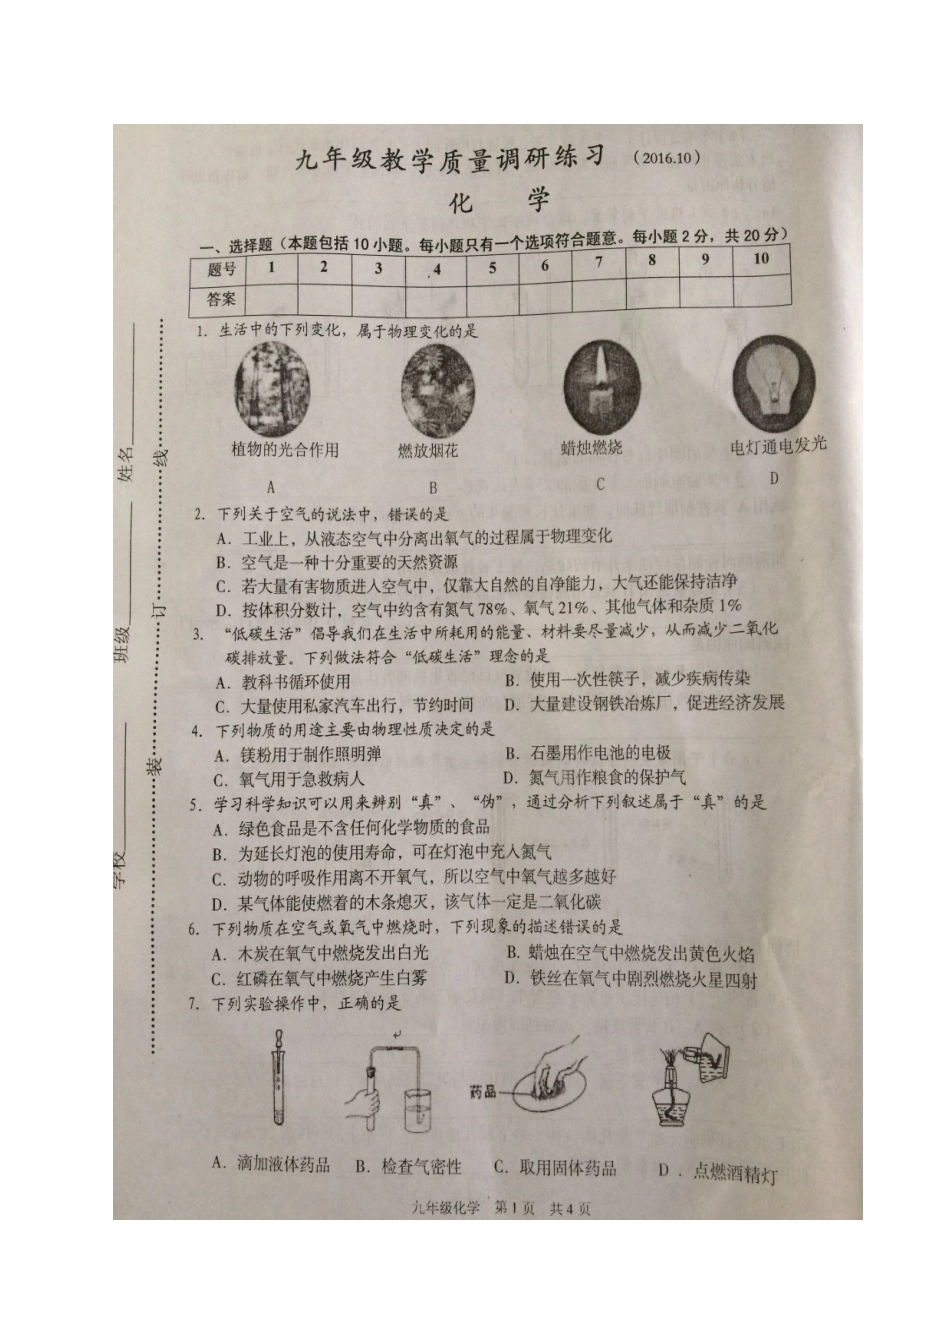 九年级教学质量调研练习 （2016.10）
化 学
一、选择题（本题包括 10 小题。每小题只有一个选项符合题意。每小题 2 分，共 20 分）
题号 1 2 3 4 5 6 7 8 9 10
答案
1. 生活中的下列变化，属于物理变化的是
植物的光合作用 燃放烟花 蜡烛燃烧 电灯通电发光
A B C D
2. 下列关于空气的说法中，错误的是
A. 工业上，从液态空气中分离出氧气的过程属于物理变化
B. 空气是一种十分重要的天然资源
C. 若大量有害物质进入空气中，仅靠大自然的自净能力，大气还能保持洁净
D. 按体积分数计，空气中约含有氮气 78%、氧气 21%、其他气体和杂质 1%
3. “低碳生活”倡导我们在生活中所耗用的能量、材料要尽量减少，从而减少二氧化
碳排放量。下列做法符合“低碳生活”理念的是
A. 教科书循环使用 B. 使用一次性筷子，减少疾病传染
C. 大量使用私家汽车出行，节约时间 D. 大量建设钢铁冶炼厂，促进经济发展
4. 下列物质的用途主要由物理性质决定的是
A. 镁粉用于制作照明弹 B. 石墨用作电池的电极
C. 氧气用于急救病人 D. 氮气用作粮食的保护气
5. 学习科学知识可以用来辨别“真”、“伪”，通过分析下列叙述属于“真”的是
A. 绿色食品是不含任何化学物质的食品
B. 为延长灯泡的使用寿命，可在灯泡中充入氮气
C. 动物的呼吸作用离不开氧气，所以空气中氧气越多越好
D. 某气体能使燃着的木条熄灭，该气体一定是二氧化碳
6. 下列物质在空气或氧气中燃烧时，下列现象的描述错误的是
A. 木炭在氧气中燃烧发出白光 B. 蜡烛在空气中燃烧发出黄色火焰
C. 红磷在氧气中燃烧产生白雾 D. 铁丝在氧气中剧烈燃烧火星四射
7. 下列实验操作中，正确的是
药品
A. 滴加液体药品 B. 检查气密性 C. 取用固体药品 D . 点燃酒精灯
九年级化学 第 1 页 共 4 页
学校 班级 姓名
装 订 线